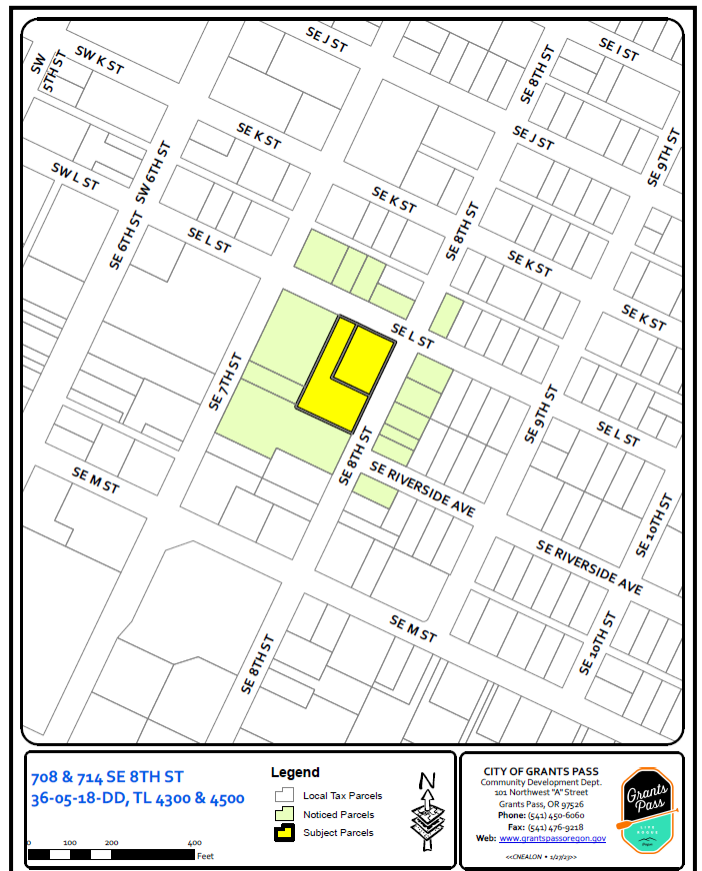 SE J ST
SE I ST
SW K ST
SW
5TH ST
SE 8TH ST
SE K ST
SE J ST
SE 9TH ST
SW 6TH ST
SW L ST
SE K ST
SE 6TH ST
SE L ST
SE 8TH ST
SE K ST
SE K ST
SE L ST
SE 7TH ST
SE 9TH ST
SE L ST
SE 8TH ST
SE M ST
SE RIVERSIDE AVE
SE 10TH ST
SE RIVERSIDE AVE
SE M ST
SE 10TH ST
SE 8TH ST
708 & 714 SE 8TH ST
36-05-18-DD, TL 4300 & 4500
0 100 200 400
Feet
Legend
Local Tax Parcels
Noticed Parcels
Subject Parcels
N
CITY OF GRANTS PASS
Community Development Dept.
101 Northwest "A" Street
Grants Pass, OR 97526
Phone: (541) 450-6060
Fax: (541) 476-9218
Web: www.grantspassoregon.gov
<<CNEALON • 1/27/23>>
Grants
Pass